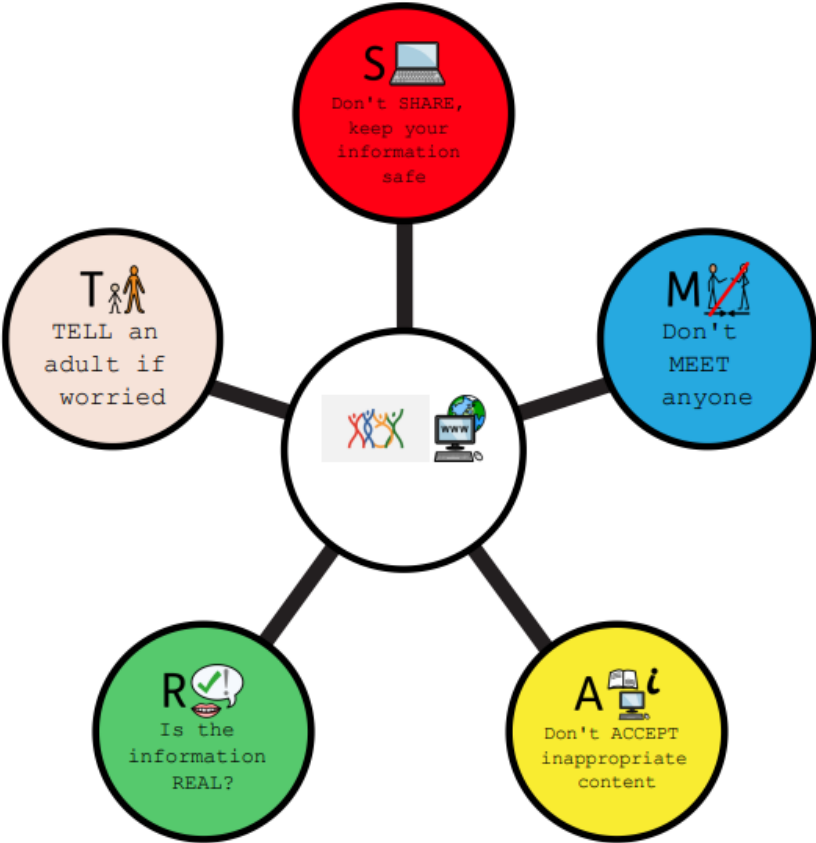 S
Don't SHARE,
keep your
information
safe
M
Don't
MEET
anyone
A
i
Don't ACCEPT
inappropriate
content
R
!
Is the
information
REAL?
T
TELL an
adult if
worried
www